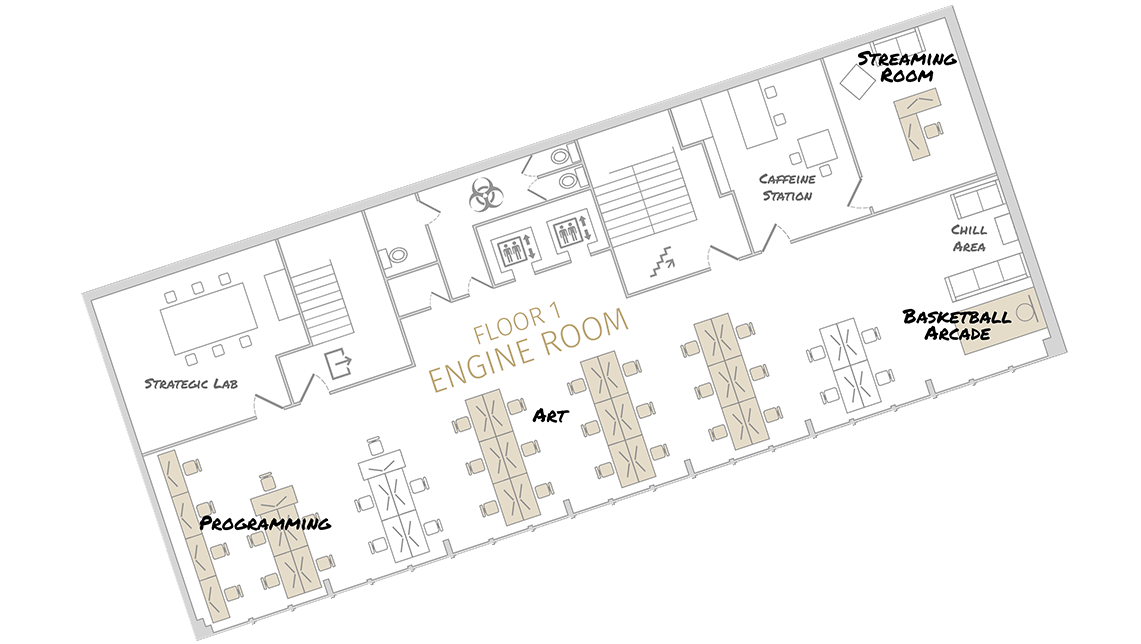 Streaming
Room
Caffeine
Station
Chill
Area
Basketball
Arcade
Floor 1
Engine Room
Strategic Lab
Art
Programming